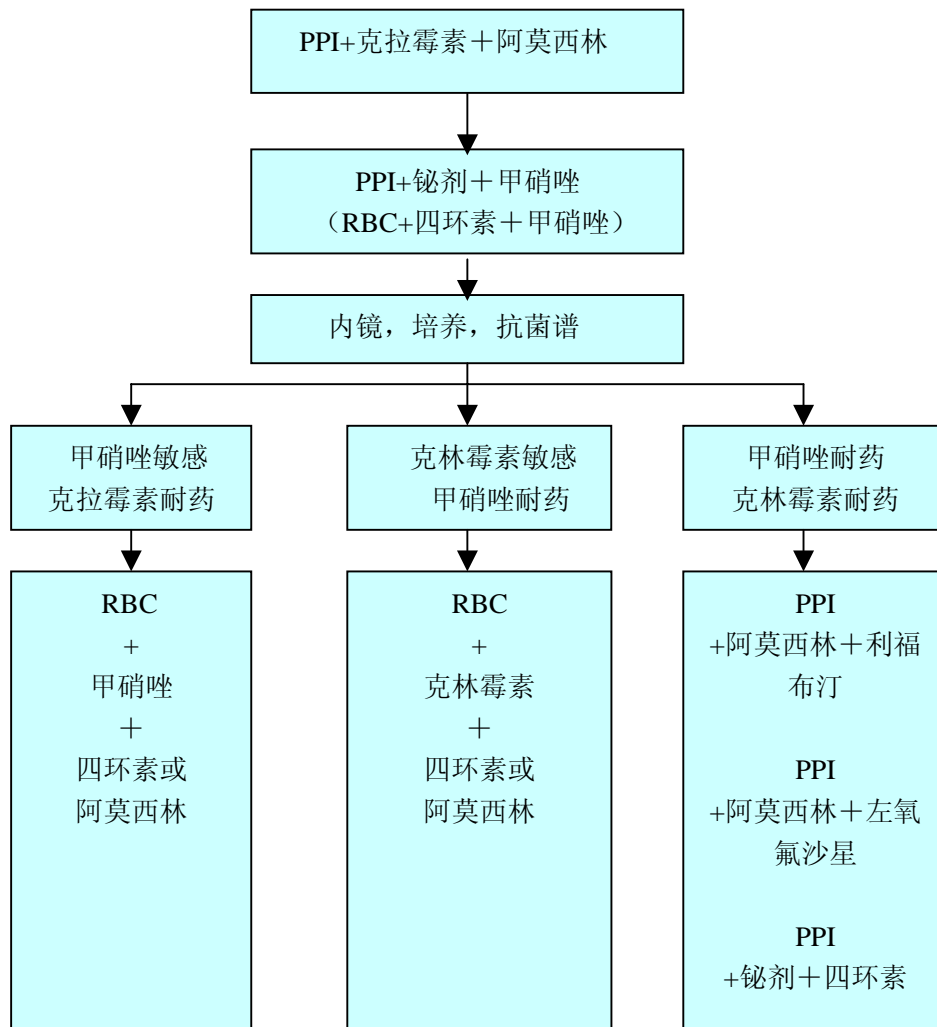 PPI+克拉霉素＋阿莫西林
PPI+铋剂＋甲硝唑
（RBC+四环素＋甲硝唑）
内镜，培养，抗菌谱
甲硝唑敏感
克拉霉素耐药
克林霉素敏感
甲硝唑耐药
甲硝唑耐药
克林霉素耐药
RBC
+
甲硝唑
＋
四环素或
阿莫西林
RBC
+
克林霉素
＋
四环素或
阿莫西林
PPI
+阿莫西林＋利福
布汀
PPI
+阿莫西林＋左氧
氟沙星
PPI
+铋剂＋四环素